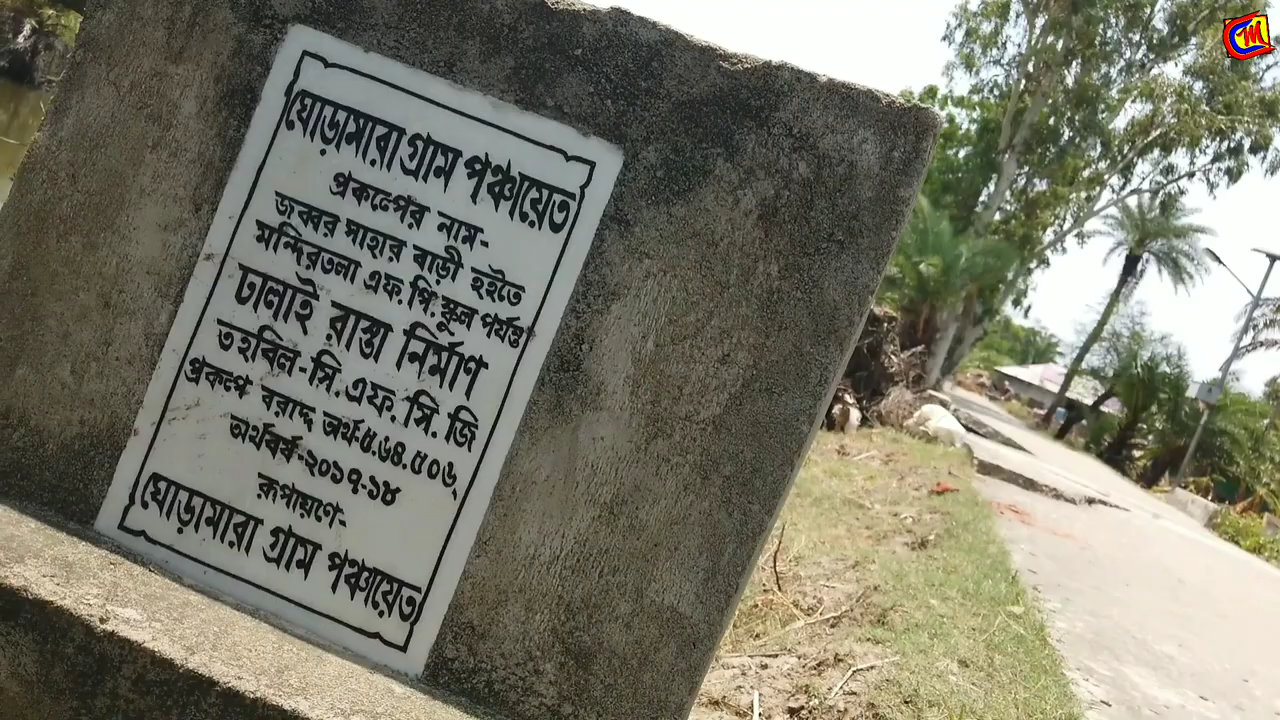 ঘোড়ামারা গ্রাম পঞ্চায়েত
প্রকল্পের নাম-
জব্বর সাহার বাড়ী হইতে
মন্দিরতলা এফ.পি.স্কুল পর্যন্ত
ঢালাই রাস্তা নির্মাণ
তহবিল-সি.এফ.সি.জি
প্রকল্পে বরাদ্দ অর্থ-৫.৬৪.৫০৬
অর্থবর্ষ-২০১৭-১৮
রূপায়ণে-
ঘোড়ামারা গ্রাম পঞ্চায়েত